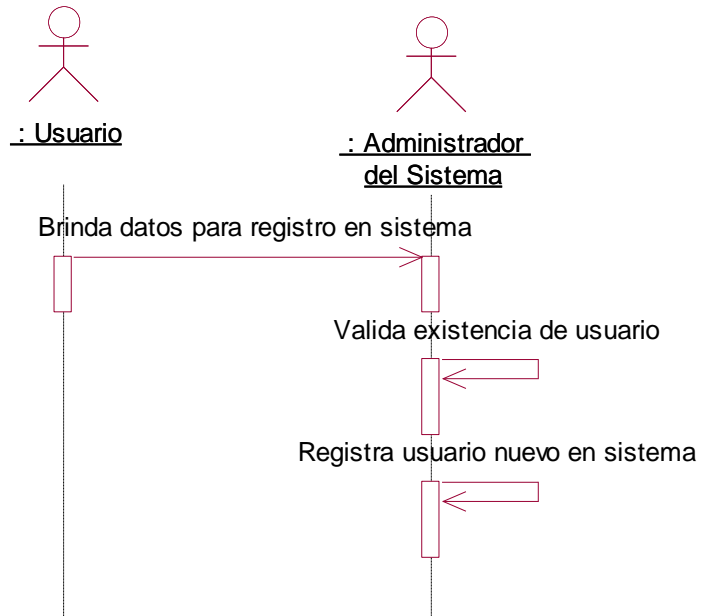 : Usuario
: Administrador
del Sistema
Brinda datos para registro en sistema
Valida existencia de usuario
Registra usuario nuevo en sistema